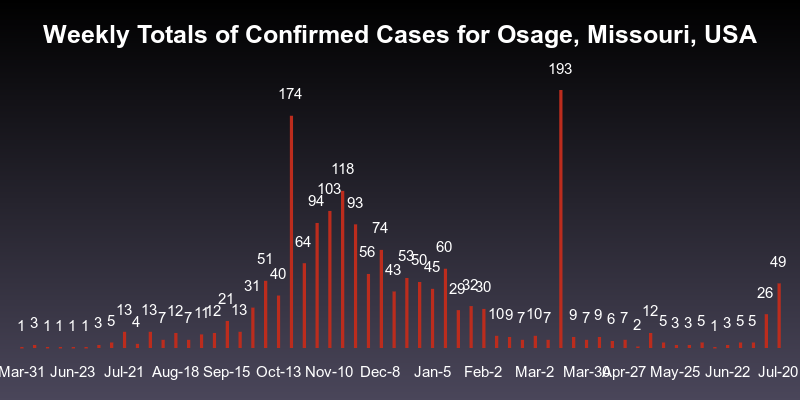 Weekly Totals of Confirmed Cases for Osage, Missouri, USA
1 3 1 1 1 1 3 5 13 4 13 7 12 7 11 12 21 13 31 51 40 174 64 94 103 118 93 56 74 43 53 50 45 60 29 32 30 10 9 7 10 7 193 9 7 9 6 7 2 12 5 3 3 5 1 3 5 5 26 49
Mar-31 Jun-23 Jul-21 Aug-18 Sep-15 Oct-13 Nov-10 Dec-8 Jan-5 Feb-2 Mar-2 Mar-30 Apr-27 May-25 Jun-22 Jul-20